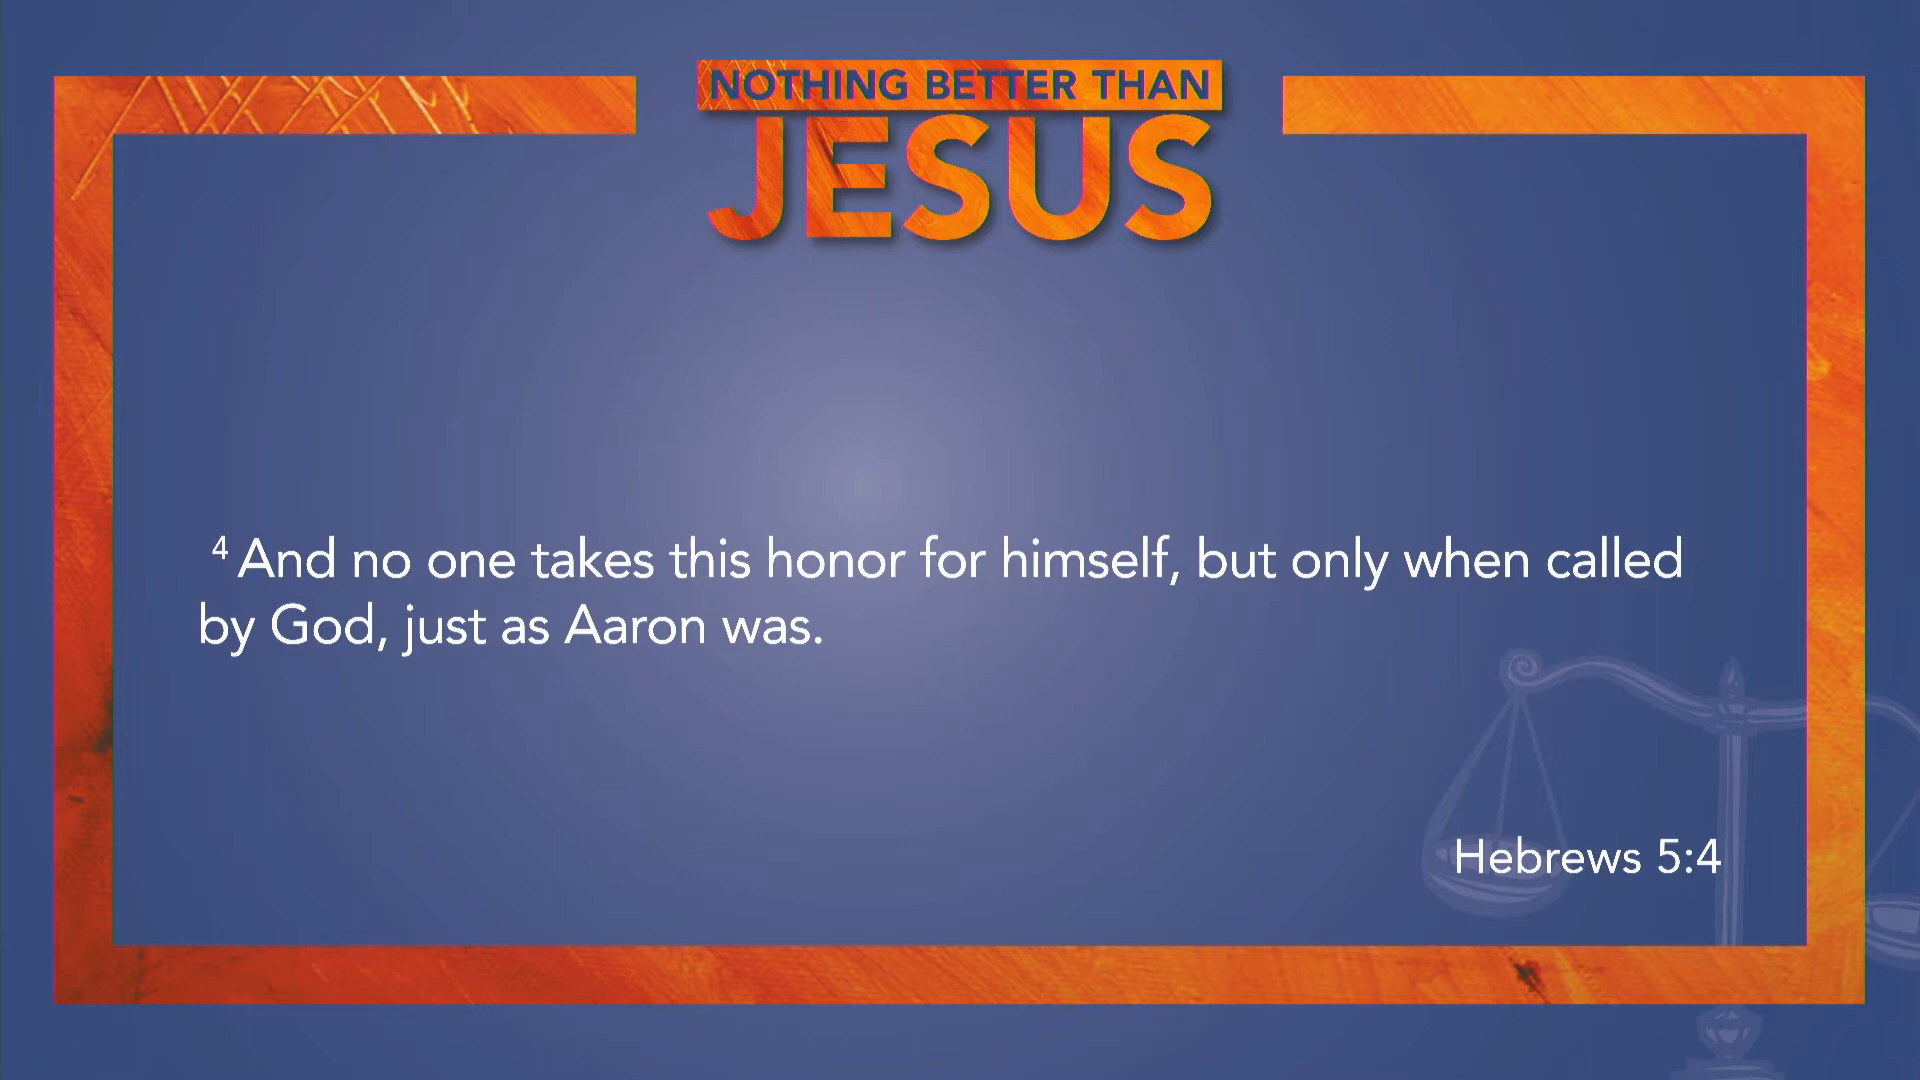 NOTHING BETTER THAN
JESUS
4 And no one takes this honor for himself, but only when called
by God, just as Aaron was.
Hebrews 5:4